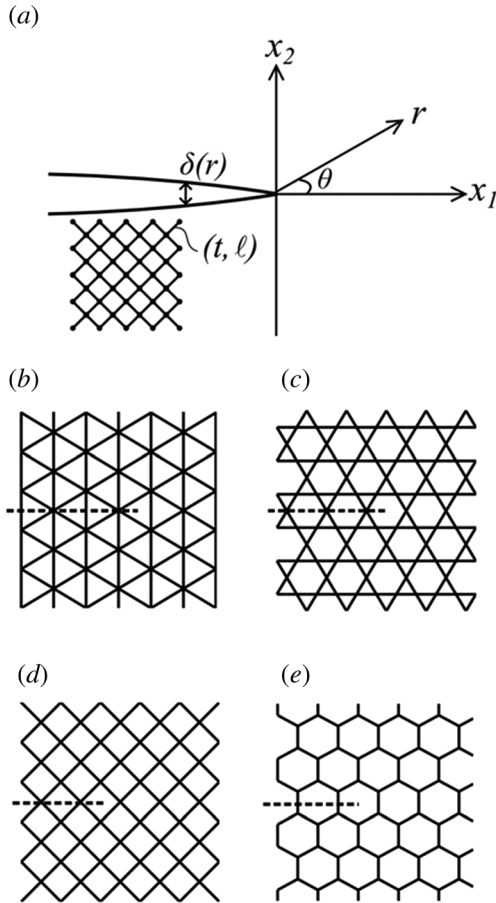 (a)
x2
r
δ(r)
θ
x1
(t, ℓ)
(b) (c)
(d) (e)